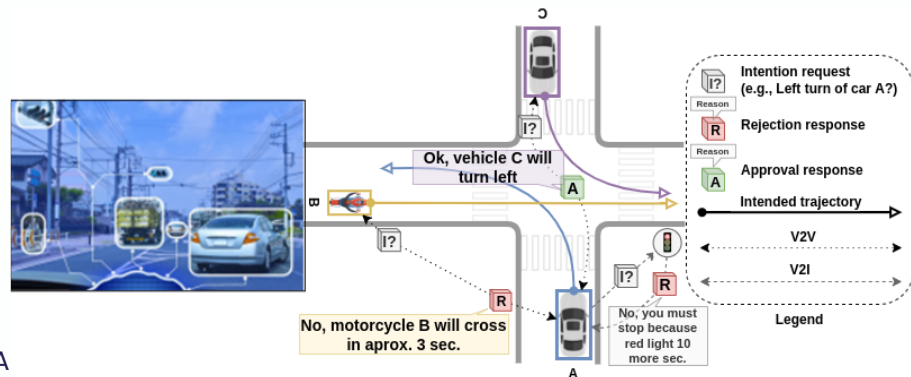 C
I?
Ok, vehicle C will
turn left
A
B
I?
I?
R
R
No, motorcycle B will cross
in aprox. 3 sec.
No, you must
stop because
red light 10
more sec.
A
A
I?
Intention request
(e.g., Left turn of car A?)
Reason
R
Rejection response
Reason
A
Approval response
Intended trajectory
V2V
V2I
Legend